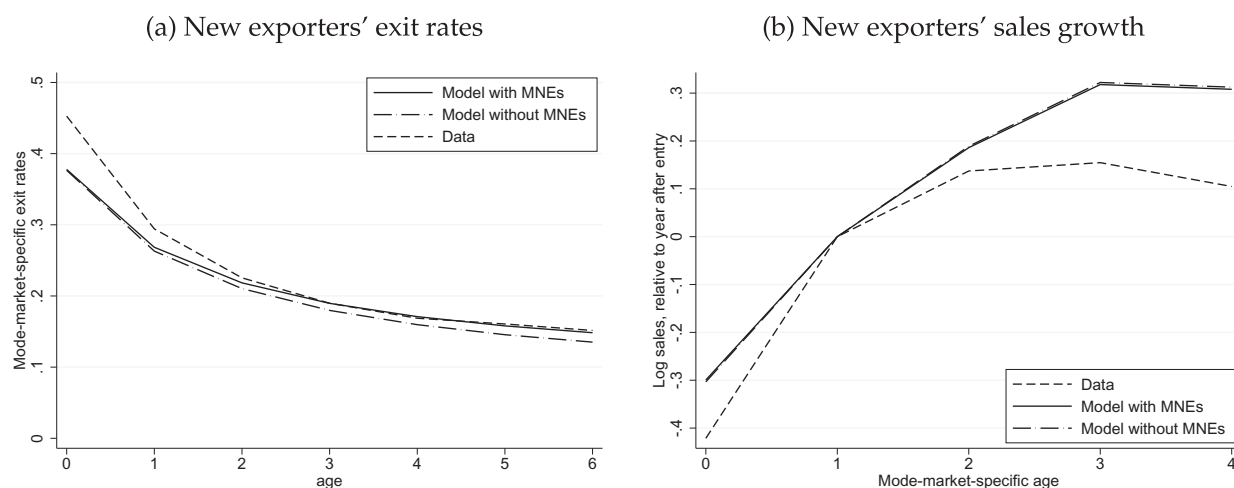 (a) New exporters' exit rates
Mode-market-specific exit rates
.5
.4
.3
.2
.1
0
Model with MNEs
Model without MNEs
Data
0 1 2 3 4 5 6
age
(b) New exporters' sales growth
Log sales, relative to year after entry
.3
.2
.1
0
-.1
-.2
-.3
-.4
Data
Model with MNEs
Model without MNEs
0 1 2 3 4
Mode-market-specific age